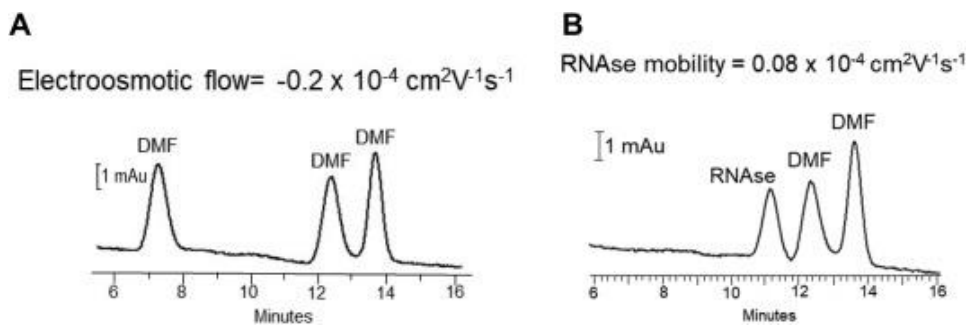 A
Electroosmotic flow= -0.2 x 10⁻⁴ cm²V⁻¹s⁻¹
DMF
DMF
DMF
1 mAu
6 8 10 12 14 16
Minutes
B
RNAse mobility = 0.08 x 10⁻⁴ cm²V⁻¹s⁻¹
DMF
1 mAu
DMF
RNAse
6 8 10 12 14 16
Minutes